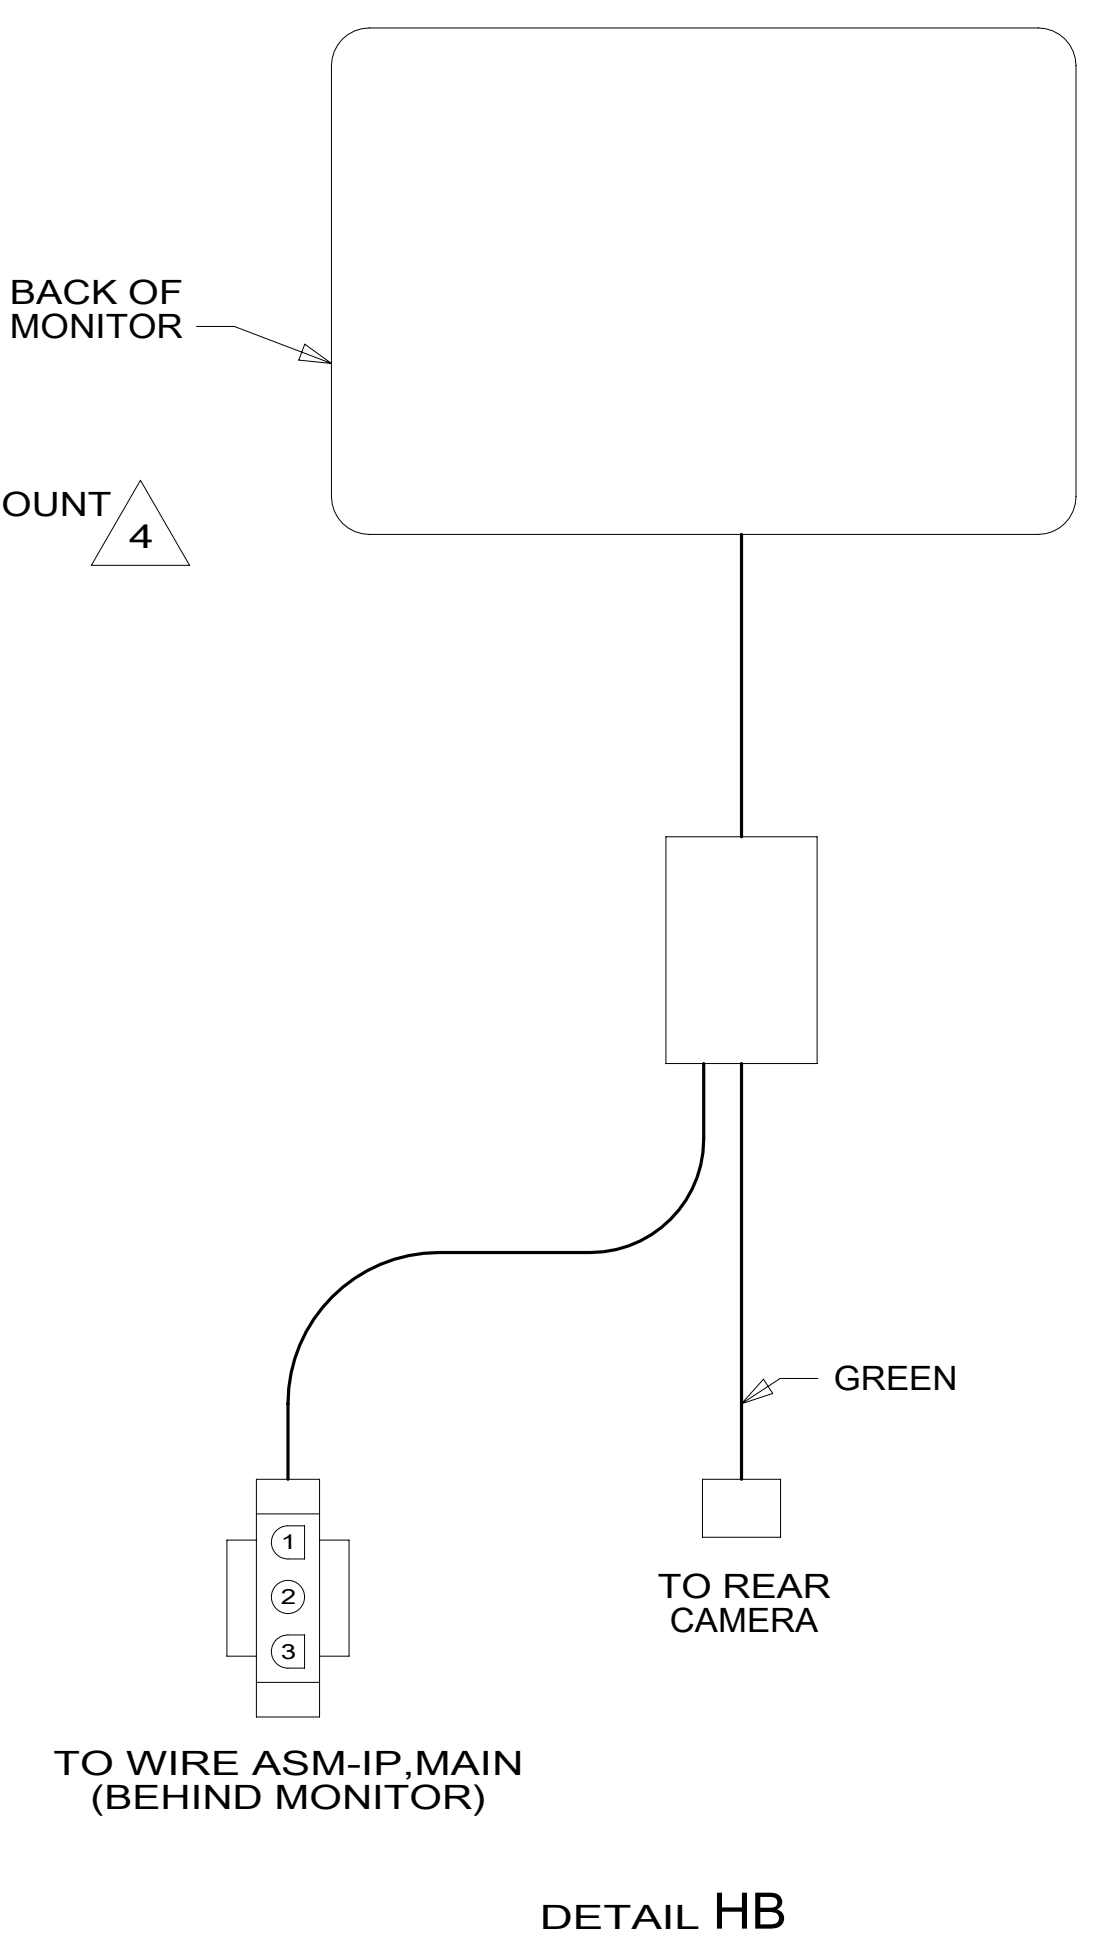 BACK OF
MONITOR
OUNT
4
GREEN
1
2
3
TO REAR
CAMERA
TO WIRE ASM-IP,MAIN
(BEHIND MONITOR)
DETAIL HB